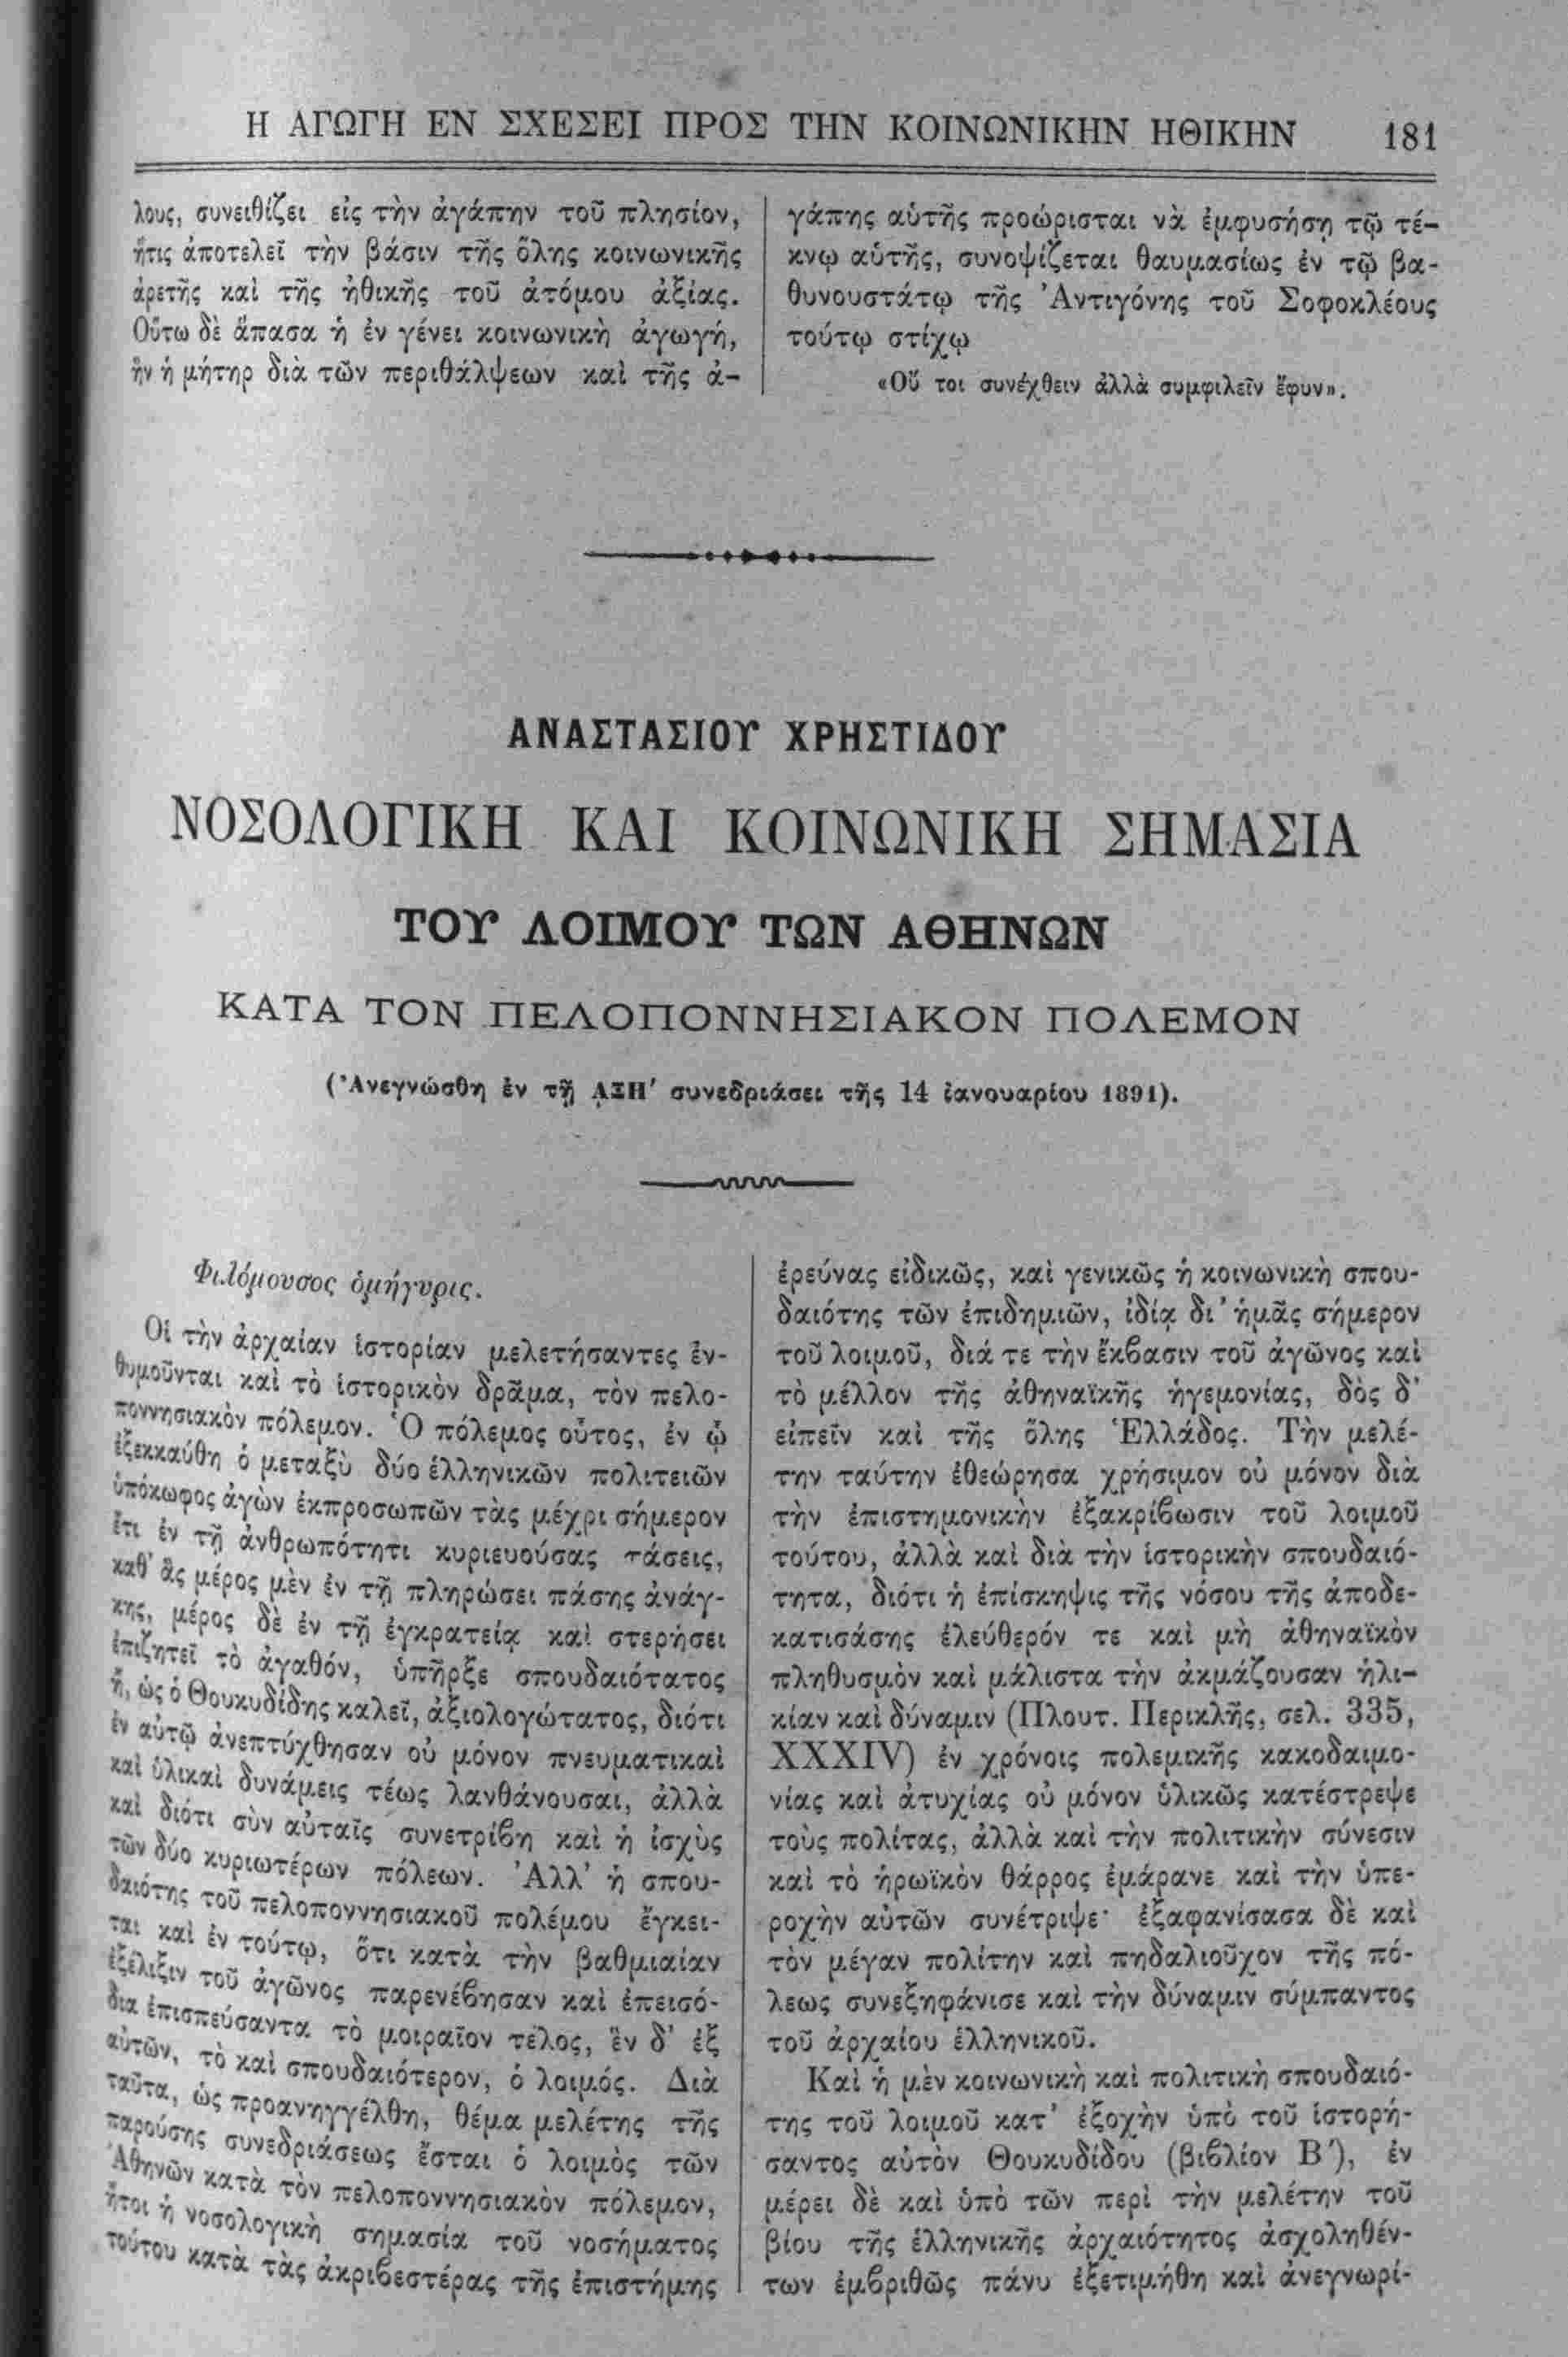 Η ΑΓΩΓΗ ΕΝ ΣΧΕΣΕΙ ΠΡΟΣ ΤΗΝ ΚΟΙΝΩΝΙΚΗΝ ΗΘΙΚΗΝ 181
λους, συνειθίζει εἰς τὴν ἀγάπην τοῦ πλησίον,
ἥτις ἀποτελεῖ τὴν βάσιν τῆς ὅλης κοινωνικῆς
ἀρετῆς καὶ τῆς ἠθικῆς τοῦ ἀτόμου ἀξίας.
Οὕτω δὲ ἅπασα ἡ ἐν γένει κοινωνικὴ ἀγωγή,
ἣν ἡ μήτηρ διὰ τῶν περιθάλψεων καὶ τῆς ἀ-
γάπης αὑτῆς προώρισται νὰ ἐμφυσήσῃ τῷ τέ-
κνῳ αὑτῆς, συνοψίζεται θαυμασίως ἐν τῷ βα-
θυνουστάτῳ τῆς Ἀντιγόνης τοῦ Σοφοκλέους
τούτῳ στίχῳ
«Οὔ τοι συνέχθειν ἀλλὰ συμφιλεῖν ἔφυν».
ΑΝΑΣΤΑΣΙΟΥ ΧΡΗΣΤΙΔΟΥ
ΝΟΣΟΛΟΓΙΚΗ ΚΑΙ ΚΟΙΝΩΝΙΚΗ ΣΗΜΑΣΙΑ
ΤΟΥ ΛΟΙΜΟΥ ΤΩΝ ΑΘΗΝΩΝ
ΚΑΤΑ ΤΟΝ ΠΕΛΟΠΟΝΝΗΣΙΑΚΟΝ ΠΟΛΕΜΟΝ
(Ἀνεγνώσθη ἐν τῇ ͵ΑΞΗ′ συνεδριάσει τῆς 14 ἰανουαρίου 1891).
Φιλόμουσος ὁμήγυρις.
Οἱ τὴν ἀρχαίαν ἱστορίαν μελετήσαντες ἐν-
θυμοῦνται καὶ τὸ ἱστορικὸν δρᾶμα, τὸν πελο-
ποννησιακὸν πόλεμον. Ὁ πόλεμος οὗτος, ἐν ᾧ
ἐξεκκαύθη ὁ μεταξὺ δύο ἑλληνικῶν πολιτειῶν
ὑπόκωφος ἀγὼν ἐκπροσωπῶν τὰς μέχρι σήμερον
ἔτι ἐν τῇ ἀνθρωπότητι κυριευούσας τάσεις,
καθ' ἃς μέρος μὲν ἐν τῇ πληρώσει πάσης ἀνάγ-
κης, μέρος δὲ ἐν τῇ ἐγκρατείᾳ καὶ στερήσει
ἐπιζητεῖ τὸ ἀγαθόν, ὑπῆρξε σπουδαιότατος
ἤ, ὡς ὁ Θουκυδίδης καλεῖ, ἀξιολογώτατος, διότι
ἐν αὐτῷ ἀνεπτύχθησαν οὐ μόνον πνευματικαὶ
καὶ ὑλικαὶ δυνάμεις τέως λανθάνουσαι, ἀλλὰ
καὶ διότι σὺν αὐταῖς συνετρίβη καὶ ἡ ἰσχὺς
τῶν δύο κυριωτέρων πόλεων. Ἀλλ' ἡ σπου-
δαιότης τοῦ πελοποννησιακοῦ πολέμου ἔγκει-
ται καὶ ἐν τούτῳ, ὅτι κατὰ τὴν βαθμιαίαν
ἐξέλιξιν τοῦ ἀγῶνος παρενέβησαν καὶ ἐπεισό-
δια ἐπισπεύσαντα τὸ μοιραῖον τέλος, ἓν δ' ἐξ
αὐτῶν, τὸ καὶ σπουδαιότερον, ὁ λοιμός. Διὰ
ταῦτα, ὡς προανηγγέλθη, θέμα μελέτης τῆς
παρούσης συνεδριάσεως ἔσται ὁ λοιμὸς τῶν
Ἀθηνῶν κατὰ τὸν πελοποννησιακὸν πόλεμον,
ἤτοι ἡ νοσολογικὴ σημασία τοῦ νοσήματος
τούτου κατὰ τὰς ἀκριβεστέρας τῆς ἐπιστήμης
ἐρεύνας εἰδικῶς, καὶ γενικῶς ἡ κοινωνικὴ σπου-
δαιότης τῶν ἐπιδημιῶν, ἰδίᾳ δι' ἡμᾶς σήμερον
τοῦ λοιμοῦ, διά τε τὴν ἔκβασιν τοῦ ἀγῶνος καὶ
τὸ μέλλον τῆς ἀθηναϊκῆς ἡγεμονίας, δὸς δ'
εἰπεῖν καὶ τῆς ὅλης Ἑλλάδος. Τὴν μελέ-
την ταύτην ἐθεώρησα χρήσιμον οὐ μόνον διὰ
τὴν ἐπιστημονικὴν ἐξακρίβωσιν τοῦ λοιμοῦ
τούτου, ἀλλὰ καὶ διὰ τὴν ἱστορικὴν σπουδαιό-
τητα, διότι ἡ ἐπίσκηψις τῆς νόσου τῆς ἀποδε-
κατισάσης ἐλεύθερόν τε καὶ μὴ ἀθηναϊκὸν
πληθυσμὸν καὶ μάλιστα τὴν ἀκμάζουσαν ἡλι-
κίαν καὶ δύναμιν (Πλουτ. Περικλῆς, σελ. 335,
XXXIV) ἐν χρόνοις πολεμικῆς κακοδαιμο-
νίας καὶ ἀτυχίας οὐ μόνον ὑλικῶς κατέστρεψε
τοὺς πολίτας, ἀλλὰ καὶ τὴν πολιτικὴν σύνεσιν
καὶ τὸ ἡρωϊκὸν θάρρος ἐμάρανε καὶ τὴν ὑπε-
ροχὴν αὐτῶν συνέτριψε· ἐξαφανίσασα δὲ καὶ
τὸν μέγαν πολίτην καὶ πηδαλιοῦχον τῆς πό-
λεως συνεξηφάνισε καὶ τὴν δύναμιν σύμπαντος
τοῦ ἀρχαίου ἑλληνικοῦ.
Καὶ ἡ μὲν κοινωνικὴ καὶ πολιτικὴ σπουδαιό-
της τοῦ λοιμοῦ κατ' ἐξοχὴν ὑπὸ τοῦ ἱστορή-
σαντος αὐτὸν Θουκυδίδου (βιβλίον Β΄), ἐν
μέρει δὲ καὶ ὑπὸ τῶν περὶ τὴν μελέτην τοῦ
βίου τῆς ἑλληνικῆς ἀρχαιότητος ἀσχοληθέν-
των ἐμβριθῶς πάνυ ἐξετιμήθη καὶ ἀνεγνωρί-